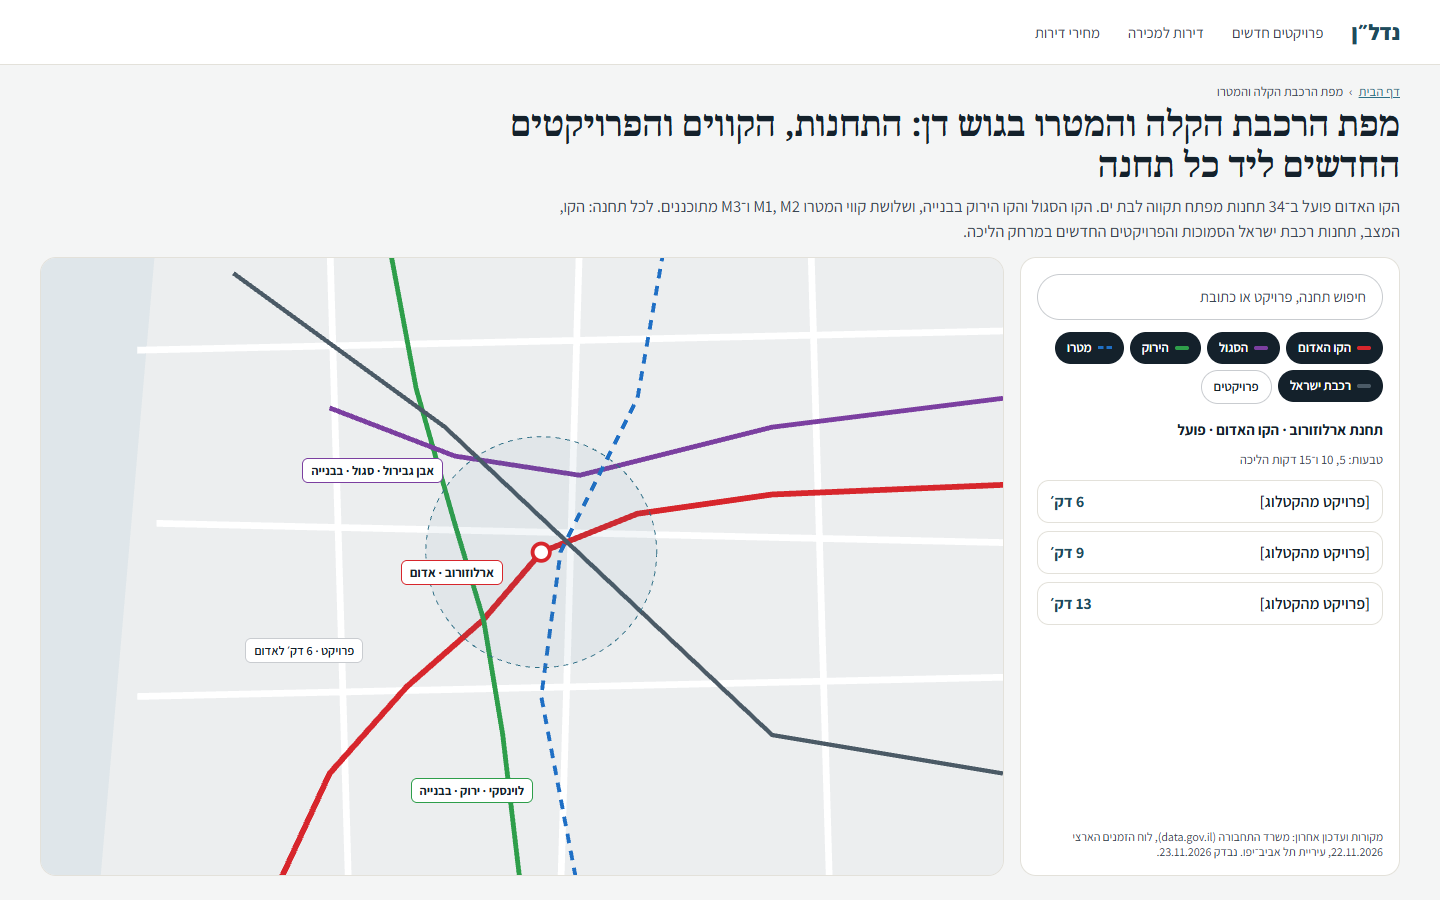 נדל״ן
פרויקטים חדשים
דירות למכירה
מחירי דירות
דף הבית › מפת הרכבת הקלה והמטרו
מפת הרכבת הקלה והמטרו בגוש דן: התחנות, הקווים והפרויקטים
החדשים ליד כל תחנה
הקו האדום פועל ב־34 תחנות מפתח תקווה לבת ים. הקו הסגול והקו הירוק בבנייה, ושלושת קווי המטרו M1, M2 ו־M3 מתוכננים. לכל תחנה: הקו,
המצב, תחנות רכבת ישראל הסמוכות והפרויקטים החדשים במרחק הליכה.
חיפוש תחנה, פרויקט או כתובת
הקו האדום
הסגול
הירוק
מטרו
רכבת ישראל
פרויקטים
תחנת ארלוזורוב · הקו האדום · פועל
טבעות: 5, 10 ו־15 דקות הליכה
[פרויקט מהקטלוג] 6 דק׳
[פרויקט מהקטלוג] 9 דק׳
[פרויקט מהקטלוג] 13 דק׳
מקורות ועדכון אחרון: משרד התחבורה (data.gov.il), לוח הזמנים הארצי
22.11.2026, עיריית תל אביב־יפו. נבדק 23.11.2026.
אבן גבירול · סגול · בבנייה
ארלוזורוב · אדום
פרויקט · 6 דק׳ לאדום
לוינסקי · ירוק · בבנייה